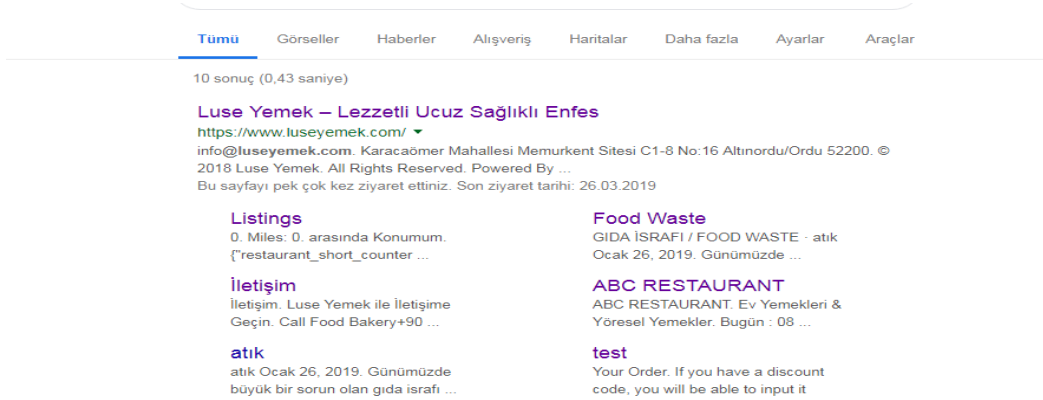 Tümü Görseller Haberler Alışveriş Haritalar Daha fazla Ayarlar Araçlar
10 sonuç (0,43 saniye)
Luse Yemek – Lezzetli Ucuz Sağlıklı Enfes
https://www.luseyemek.com/
info@luseyemek.com. Karacaömer Mahallesi Memurkent Sitesi C1-8 No:16 Altınordu/Ordu 52200. ©
2018 Luse Yemek. All Rights Reserved. Powered By ...
Bu sayfayı pek çok kez ziyaret ettiniz. Son ziyaret tarihi: 26.03.2019
Listings
0. Miles: 0. arasında Konumum.
{"restaurant_short_counter ...
Food Waste
GIDA İSRAFI / FOOD WASTE - atık
Ocak 26, 2019. Günümüzde ...
İletişim
İletişim. Luse Yemek ile İletişime
Geçin. Call Food Bakery+90 ...
ABC RESTAURANT
ABC RESTAURANT. Ev Yemekleri &
Yöresel Yemekler. Bugün : 08 ...
atık
atık Ocak 26, 2019. Günümüzde
büyük bir sorun olan gıda israfı ...
test
Your Order. If you have a discount
code, you will be able to input it